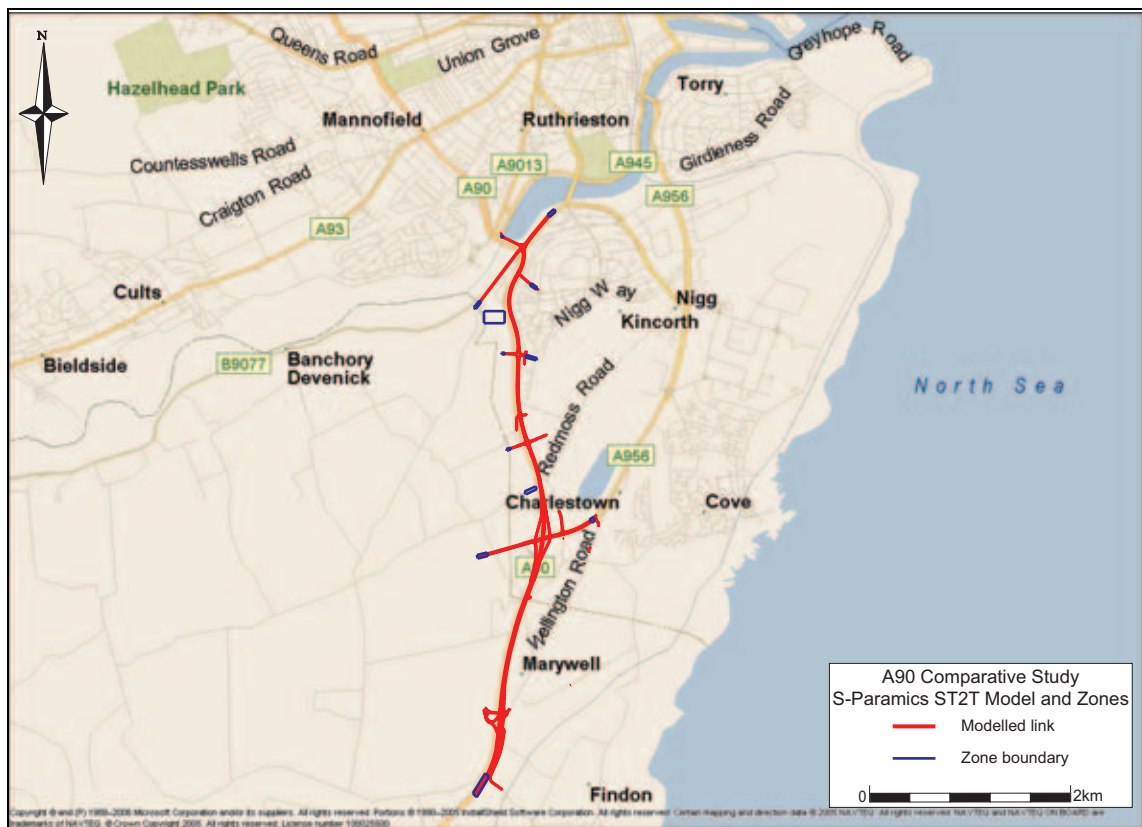 N
Queens Road
Union Grove
Greyhope Road
Hazelhead Park
Torry
Mannofield
Ruthrieston
Countesswells Road
A9013
A945
Girdleness Road
Craigton Road
A90
A956
A93
Cults
Nigg Way
Nigg
Kincorth
Bieldside
B9077
Banchory
Devenick
North Sea
Redmoss Road
A956
Charlestown
Cove
Wellington Road
Marywell
A90 Comparative Study
S-Paramics ST2T Model and Zones
Modelled link
Zone boundary
0
2km
Findon